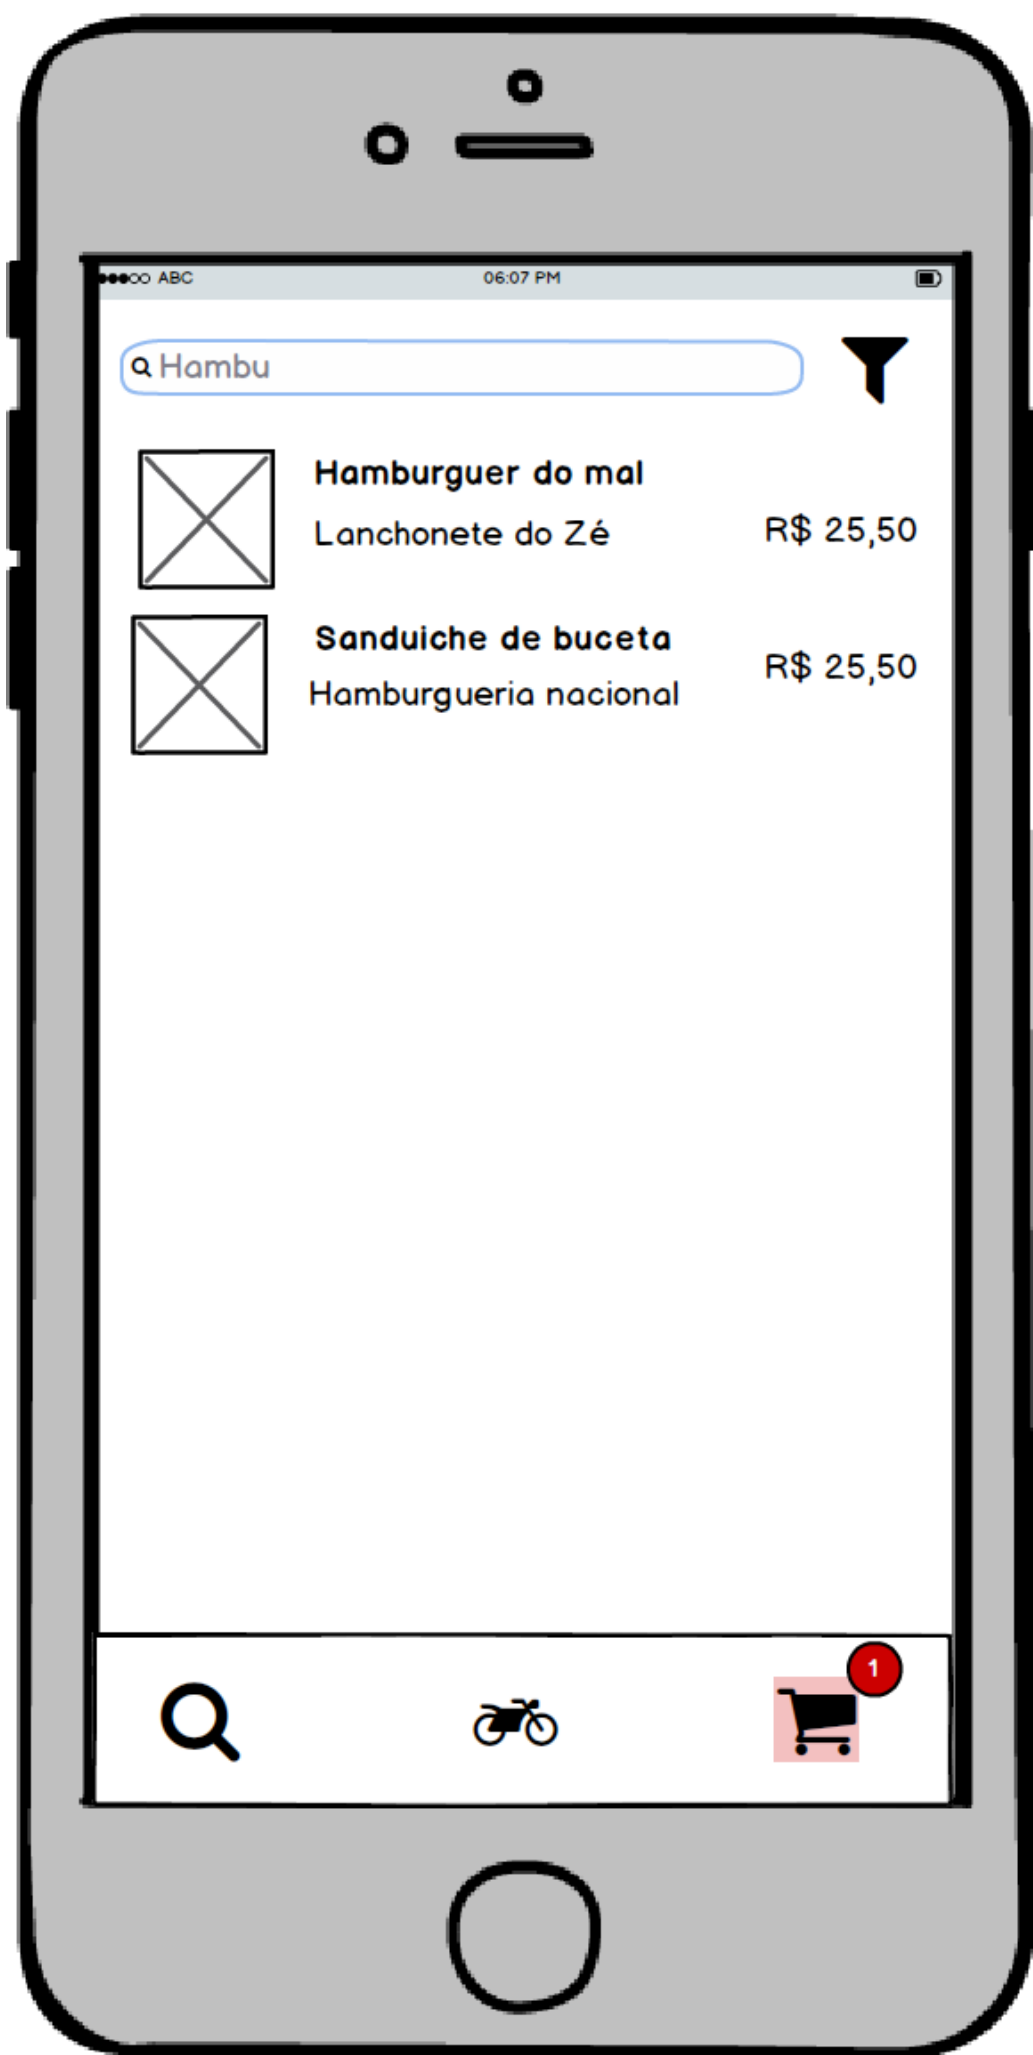 ABC
06:07 PM
Hambu
Hamburguer do mal
Lanchonete do Zé
R$ 25,50
Sanduiche de buceta
Hamburgueria nacional
R$ 25,50
1